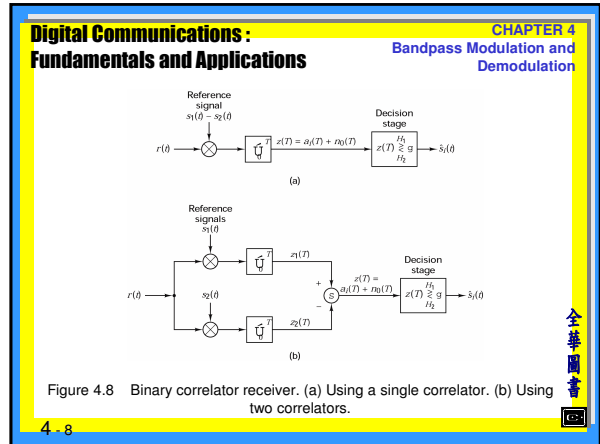 Digital Communications :
Fundamentals and Applications
CHAPTER 4
Bandpass Modulation and
Demodulation
Reference
signal
s1(t) − s2(t)
r(t)
T
Ú
0
z(T) = ai(T) + n0(T)
Decision
stage
H1
z(T) ≷ g
H2
ŝi(t)
(a)
Reference
signals
s1(t)
T
Ú
0
z1(T)
r(t)
s2(t)
T
Ú
0
z2(T)
+
S
−
z(T) =
ai(T) + n0(T)
Decision
stage
H1
z(T) ≷ g
H2
ŝi(t)
(b)
全華圖書
Figure 4.8 Binary correlator receiver. (a) Using a single correlator. (b) Using
two correlators.
4 - 8